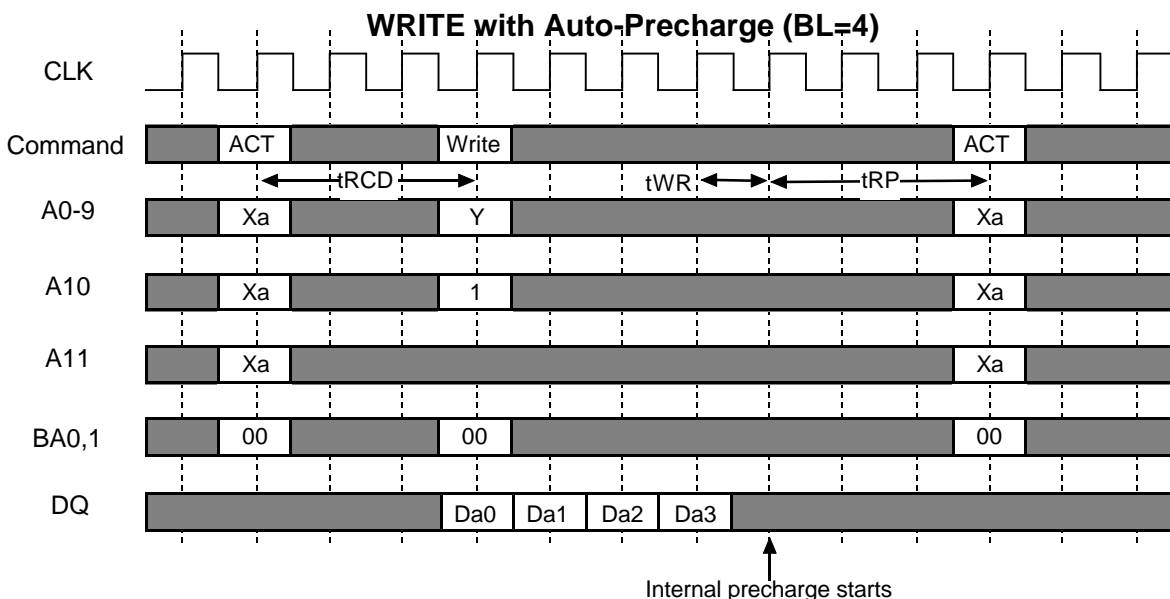 WRITE with Auto-Precharge (BL=4)
CLK
Command ACT Write ACT
tRCD tWR tRP
A0-9 Xa Y Xa
A10 Xa 1 Xa
A11 Xa Xa
BA0,1 00 00 00
DQ Da0 Da1 Da2 Da3
Internal precharge starts